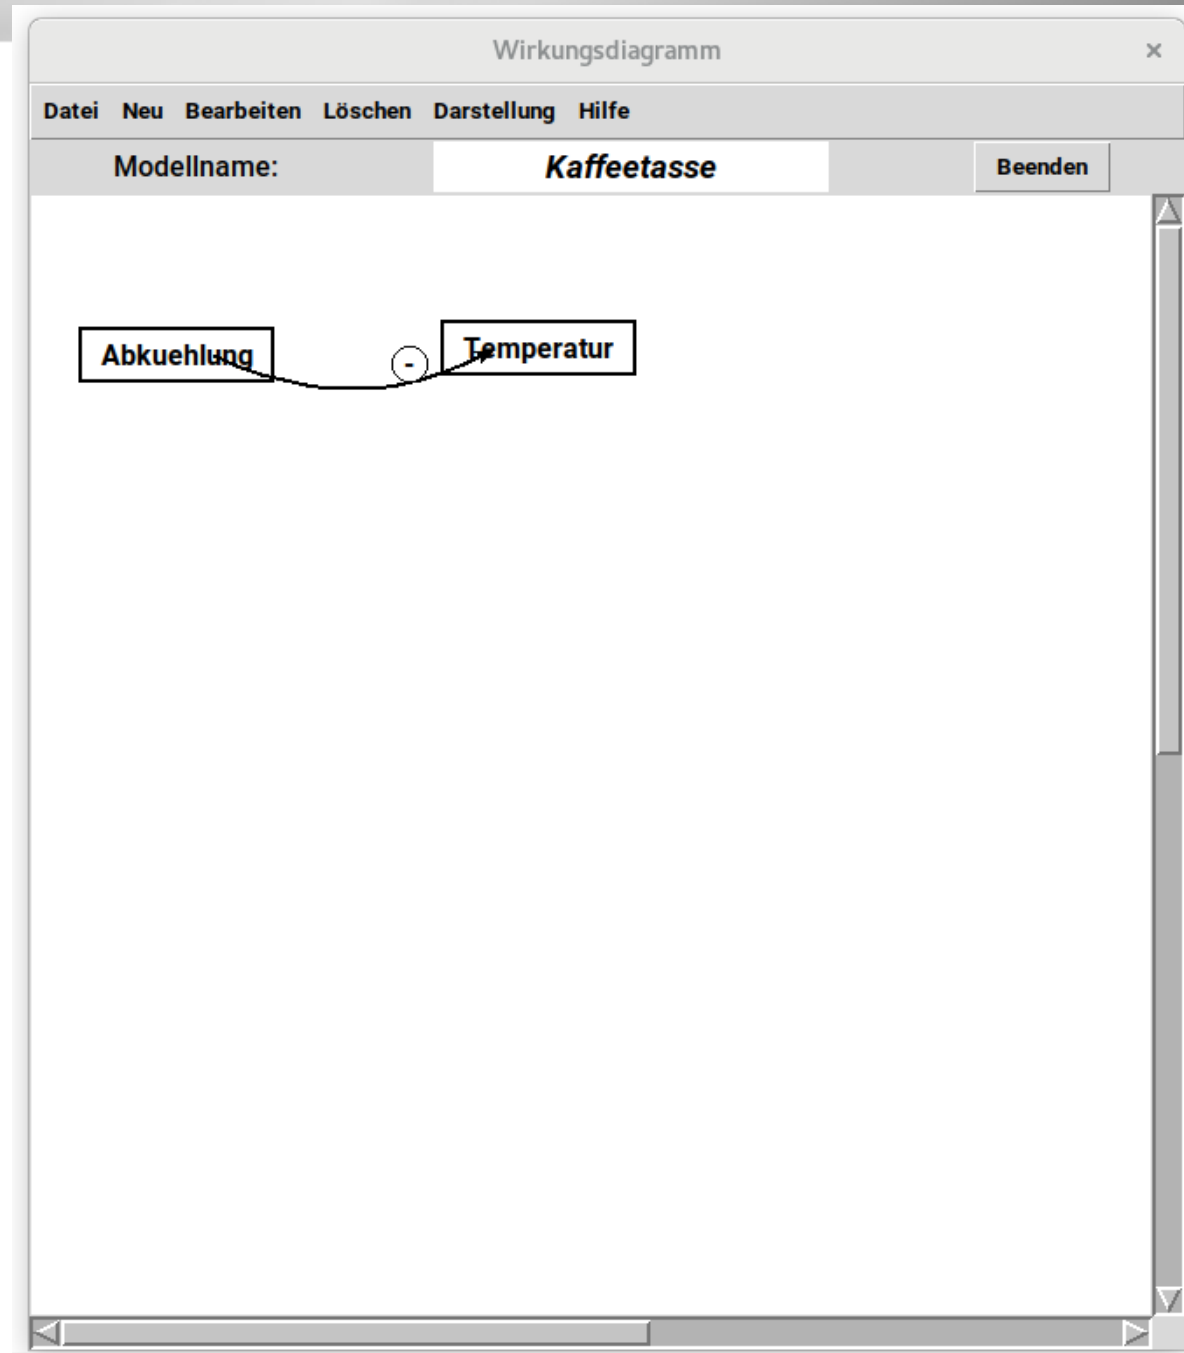 Wirkungsdiagramm ×
Datei Neu Bearbeiten Löschen Darstellung Hilfe
Modellname: Kaffeetasse Beenden
Abkuehlung - Temperatur